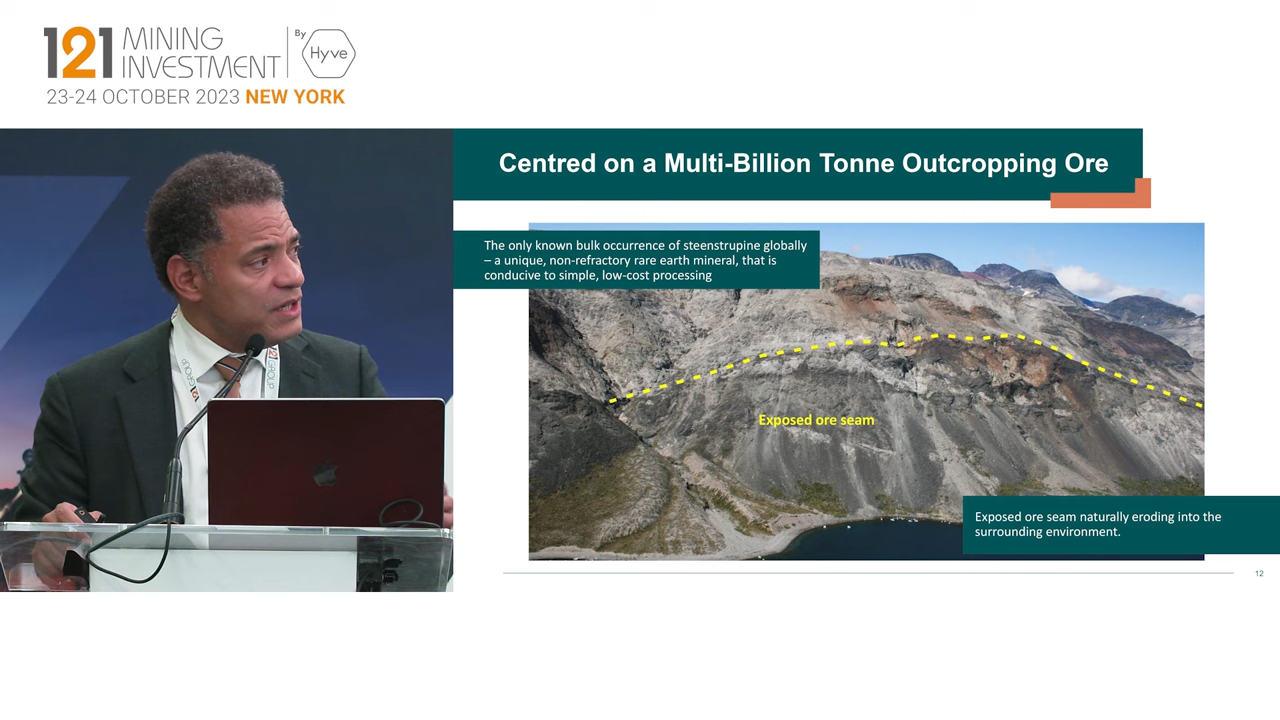 121 MINING INVESTMENT By Hyve
23-24 OCTOBER 2023 NEW YORK
Centred on a Multi-Billion Tonne Outcropping Ore
The only known bulk occurrence of steenstrupine globally
– a unique, non-refractory rare earth mineral, that is
conducive to simple, low-cost processing
121 GROUP
Exposed ore seam
Exposed ore seam naturally eroding into the
surrounding environment.
12